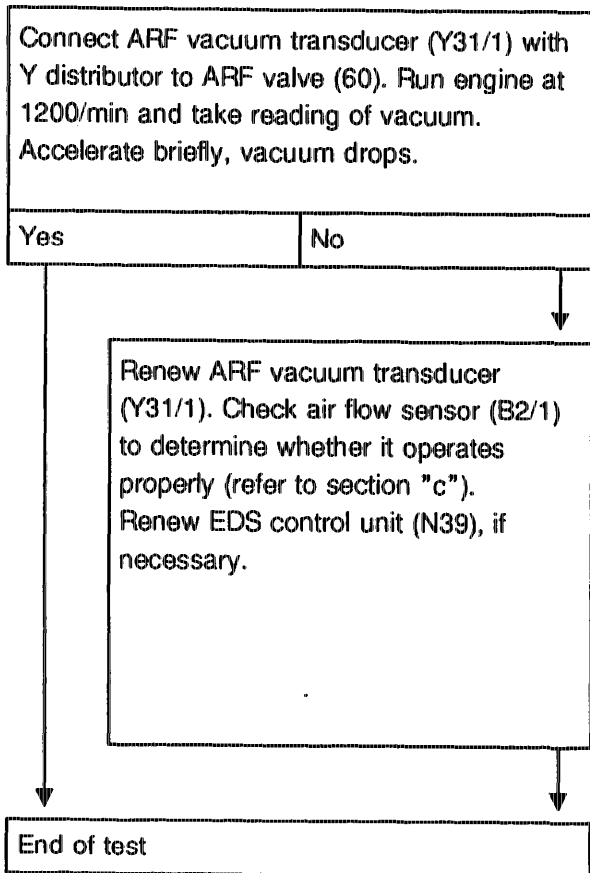 Connect ARF vacuum transducer (Y31/1) with
Y distributor to ARF valve (60). Run engine at
1200/min and take reading of vacuum.
Accelerate briefly, vacuum drops.
Yes
No
Renew ARF vacuum transducer
(Y31/1). Check air flow sensor (B2/1)
to determine whether it operates
properly (refer to section "c").
Renew EDS control unit (N39), if
necessary.
End of test